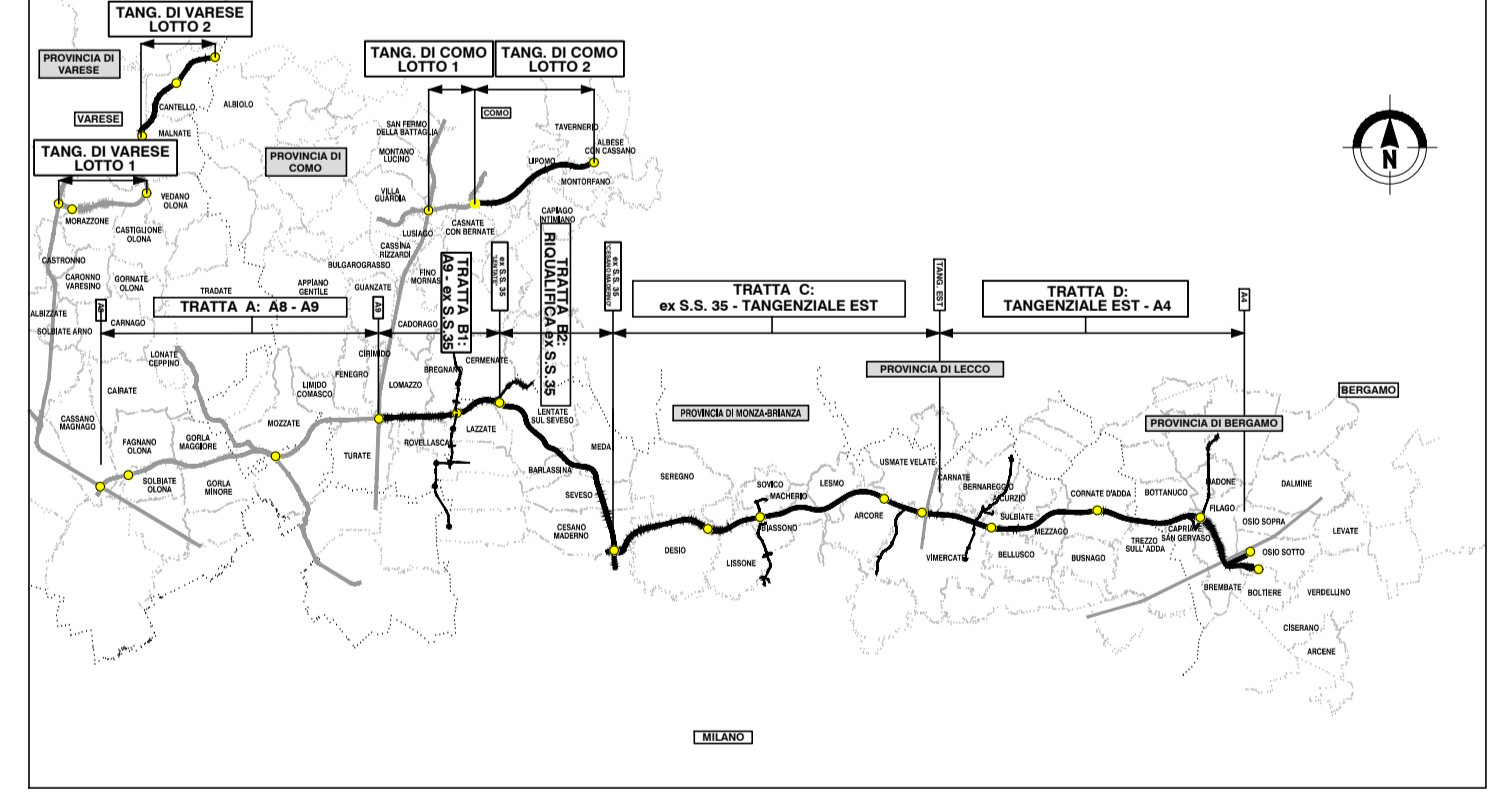 TANG. DI VARESE
LOTTO 2
PROVINCIA DI
VARESE
VARESE
CANTELLO
ALBIOLO
MALNATE
TANG. DI VARESE
LOTTO 1
VEDANO
OLONA
MORAZZONE
CASTIGLIONE
OLONA
TANG. DI COMO
LOTTO 1
TANG. DI COMO
LOTTO 2
COMO
PROVINCIA DI
COMO
SAN FERMO
DELLA BATTAGLIA
MONTANO
LUCINO
VILLA
GUARDIA
TAVERNERIO
ALBESE
CON CASSANO
LIPOMO
MONTORFANO
CAPIAGO
INTIMIANO
CASNATE
CON BERNATE
LUSIAGO
CASSINA
RIZZARDI
BULGAROGRASSO
FINO
MORNAS
N
CASTRONNO
CARONNO
VARESINO
GORNATE
OLONA
TRADATE
APPIANO
GENTILE
GUANZATE
ALBIZZATE
SOLBIATE ARNO
CARNAGO
A8
TRATTA A: A8 - A9
A9
CADORAGO
TRATTA B1:
A9 - ex S.S.35
ex S.S. 35
TRATTA B2:
RIQUALIFICA ex S.S.35
ex S.S. 35
TRATTA C:
ex S.S. 35 - TANGENZIALE EST
TANG. EST
TRATTA D:
TANGENZIALE EST - A4
A4
LONATE
CEPPINO
CAIRATE
CIRIMIDO
FENEGRO
LIMIDO
COMASCO
LOMAZZO
BREGNANO
CERMENATE
PROVINCIA DI LECCO
BERGAMO
PROVINCIA DI MONZA-BRIANZA
PROVINCIA DI BERGAMO
CASSANO
MAGNAGO
FAGNANO
OLONA
GORLA
MAGGIORE
MOZZATE
SOLBIATE
OLONA
GORLA
MINORE
TURATE
ROVELLASCA
LAZZATE
LENTATE
SUL SEVESO
MEDA
BARLASSINA
SEVESO
CESANO
MADERNO
SEREGNO
DESIO
SOVICO
MACHERIO
BIASSONO
LISSONE
LESMO
USMATE VELATE
ARCORE
CARNATE
BERNAREGGIO
AICURZIO
SULBIATE
VIMERCATE
BELLUSCO
MEZZAGO
CORNATE D'ADDA
BUSNAGO
BOTTANUCO
TREZZO
SULL' ADDA
CAPRIATE
SAN GERVASO
MADONE
FILAGO
DALMINE
OSIO SOPRA
LEVATE
OSIO SOTTO
BREMBATE
BOLTIERE
VERDELLINO
CISERANO
ARCENE
MILANO